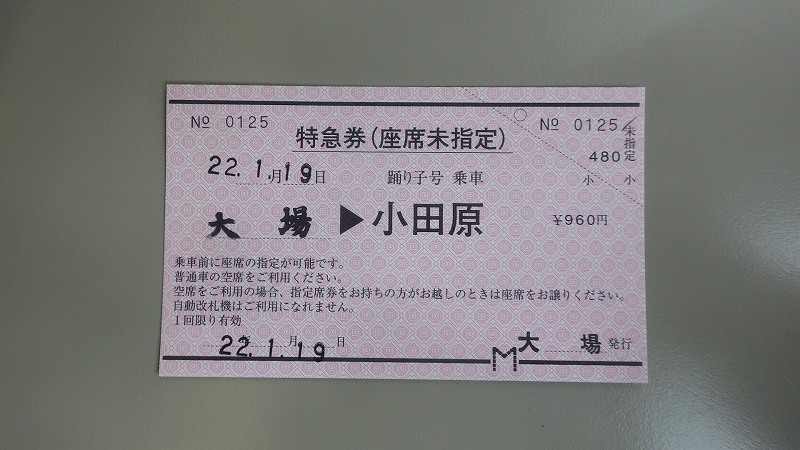 № 0125
№ 0125
未指定
特急券(座席未指定)
480
22.1.月19日 踊り子号 乗車
小 小
大場▶小田原 ¥960円
乗車前に座席の指定が可能です。
普通車の空席をご利用ください。
空席をご利用の場合、指定席券をお持ちの方がお越しのときは座席をお譲りください。
自動改札機はご利用になれません。
1回限り有効
22.年1.月19日
大場発行